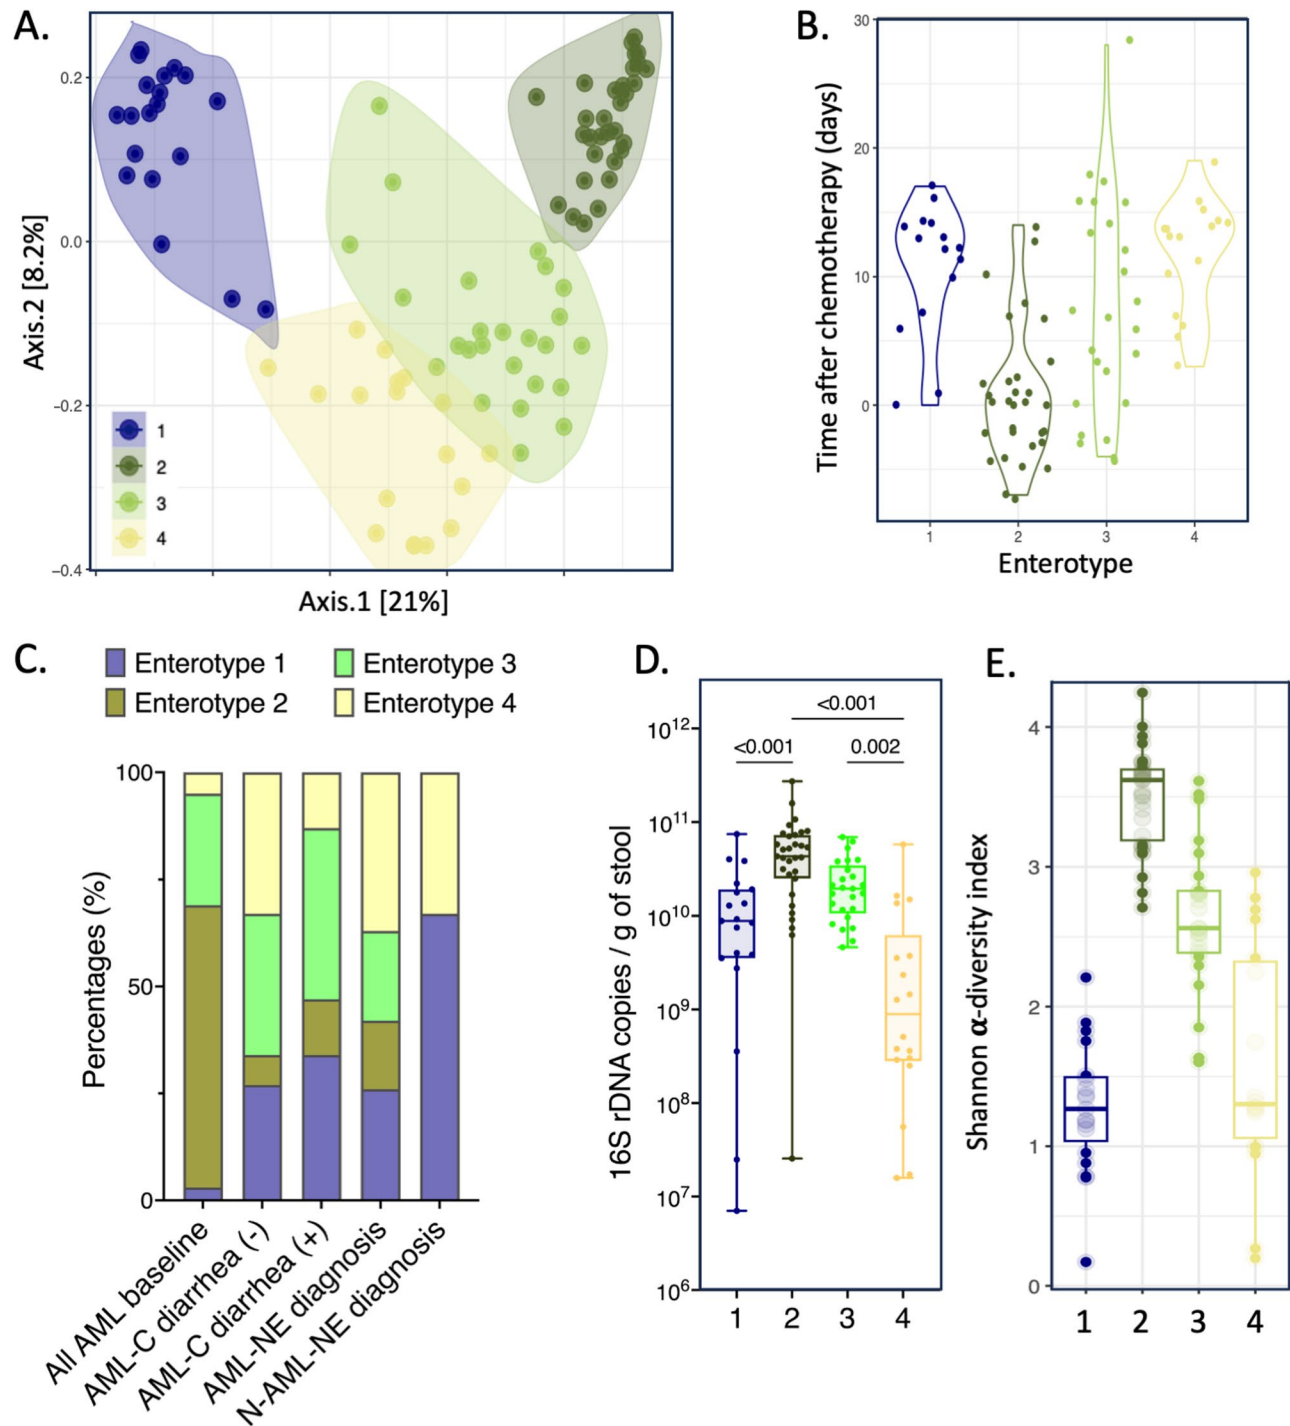 A.
0.2
0.0
−0.2
−0.4
Axis.2 [8.2%]
1
2
3
4
Axis.1 [21%]
B.
30
20
10
0
Time after chemotherapy (days)
1 2 3 4
Enterotype
C.
Enterotype 1
Enterotype 3
Enterotype 2
Enterotype 4
100
50
0
Percentages (%)
All AML baseline
AML-C diarrhea (-)
AML-C diarrhea (+)
AML-NE diagnosis
N-AML-NE diagnosis
D.
<0.001
<0.001 0.002
10¹²
10¹¹
10¹⁰
10⁹
10⁸
10⁷
10⁶
16S rDNA copies / g of stool
1 2 3 4
E.
4
3
2
1
0
Shannon α-diversity index
1 2 3 4